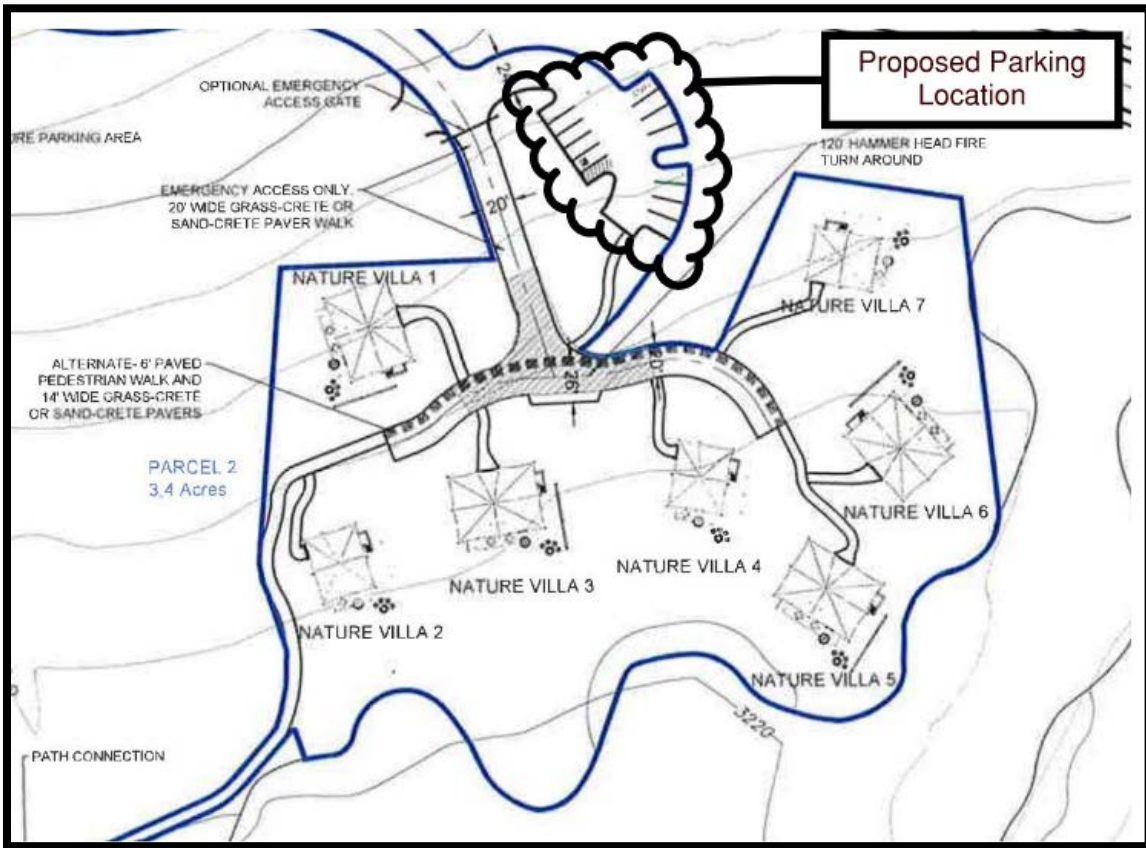 Proposed Parking
Location
OPTIONAL EMERGENCY
ACCESS GATE
RE PARKING AREA
120' HAMMER HEAD FIRE
TURN AROUND
EMERGENCY ACCESS ONLY.
20' WIDE GRASS-CRETE OR
SAND-CRETE PAVER WALK
20'
NATURE VILLA 1
NATURE VILLA 7
ALTERNATE- 6' PAVED
PEDESTRIAN WALK AND
14' WIDE GRASS-CRETE
OR SAND-CRETE PAVERS
26'
PARCEL 2
3.4 Acres
NATURE VILLA 6
NATURE VILLA 4
NATURE VILLA 3
NATURE VILLA 2
NATURE VILLA 5
3220
PATH CONNECTION